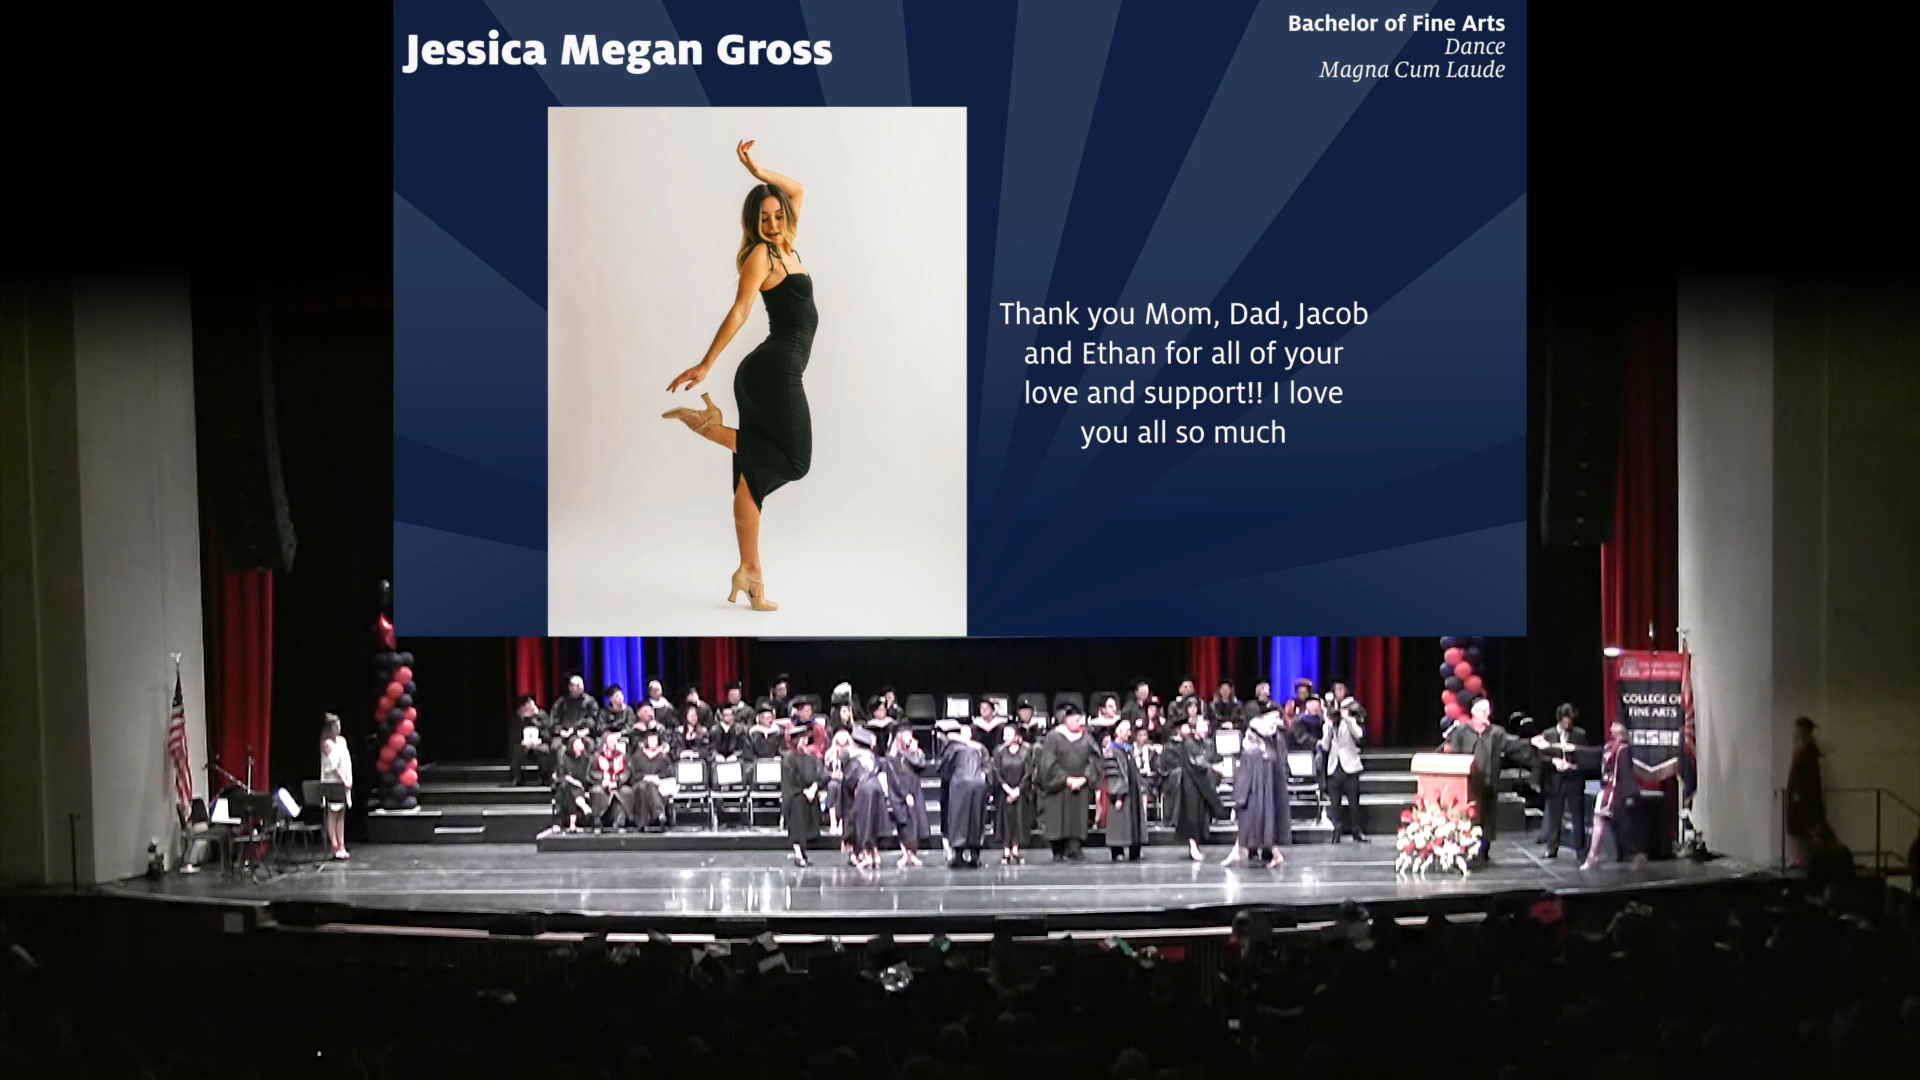 Jessica Megan Gross
Bachelor of Fine Arts
Dance
Magna Cum Laude
Thank you Mom, Dad, Jacob
and Ethan for all of your
love and support!! I love
you all so much
COLLEGE OF
FINE ARTS